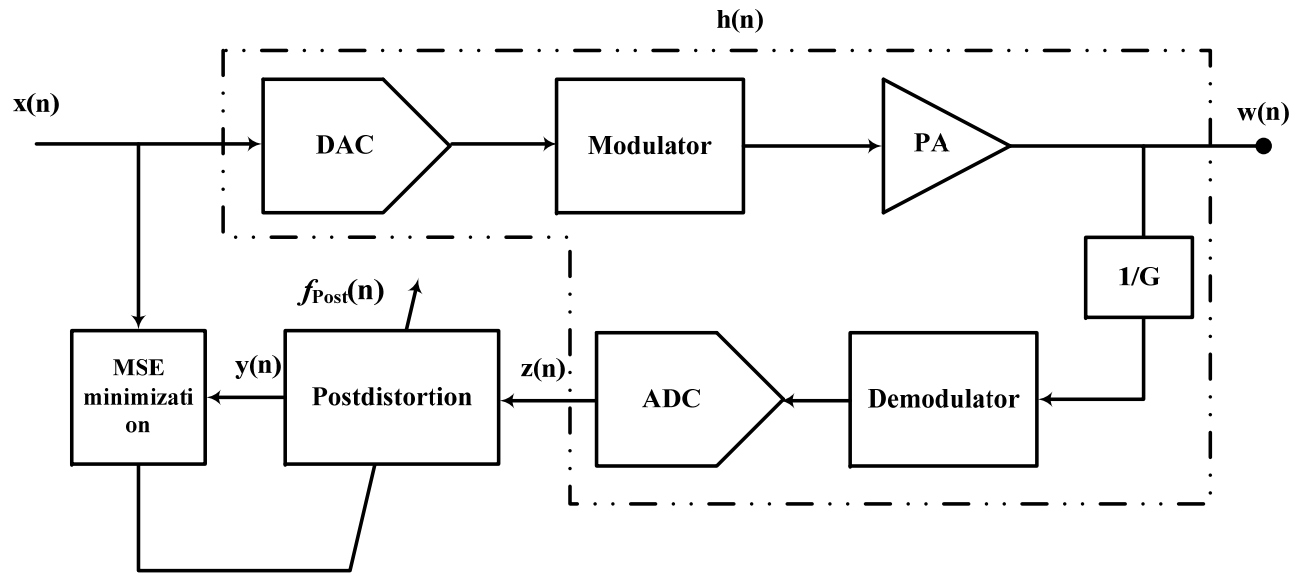 h(n)
x(n)
DAC
Modulator
PA
w(n)
1/G
fPost(n)
MSE
minimizati
on
y(n)
Postdistortion
z(n)
ADC
Demodulator